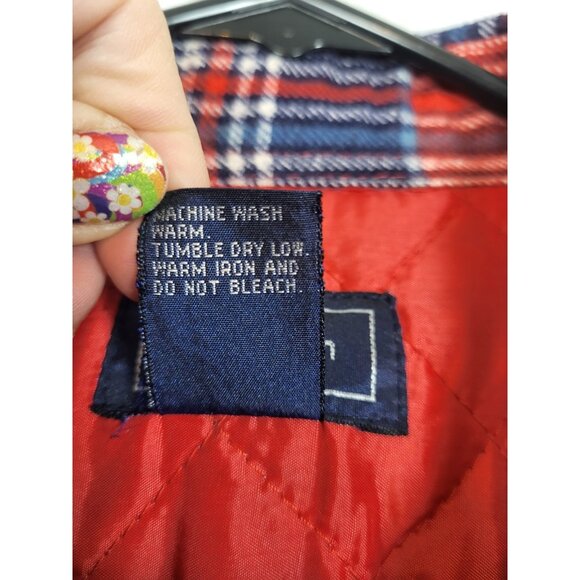 MACHINE WASH
WARM.
TUMBLE DRY LOW.
WARM IRON AND
DO NOT BLEACH.